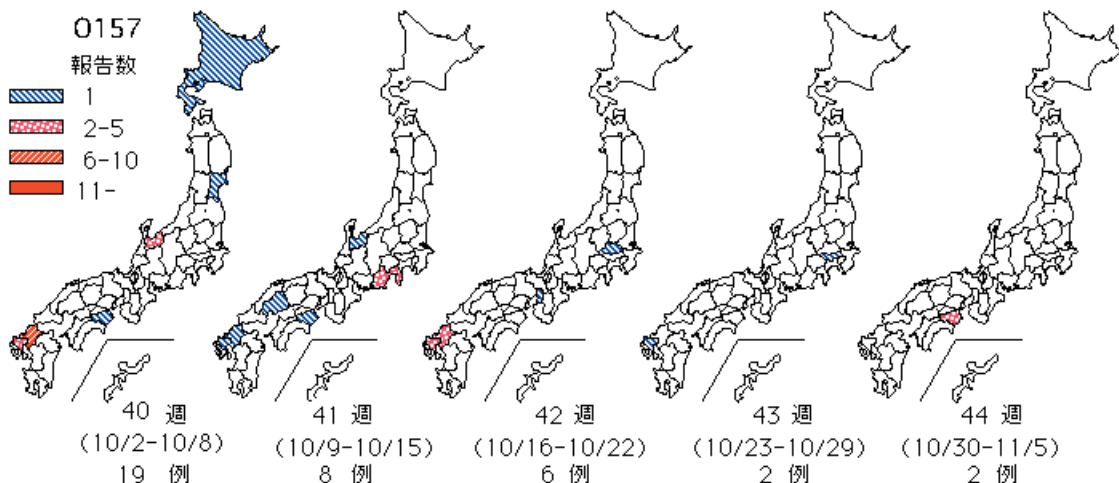 O157
報告数
1
2-5
6-10
11-
40 週
(10/2-10/8)
19 例
41 週
(10/9-10/15)
8 例
42 週
(10/16-10/22)
6 例
43 週
(10/23-10/29)
2 例
44 週
(10/30-11/5)
2 例